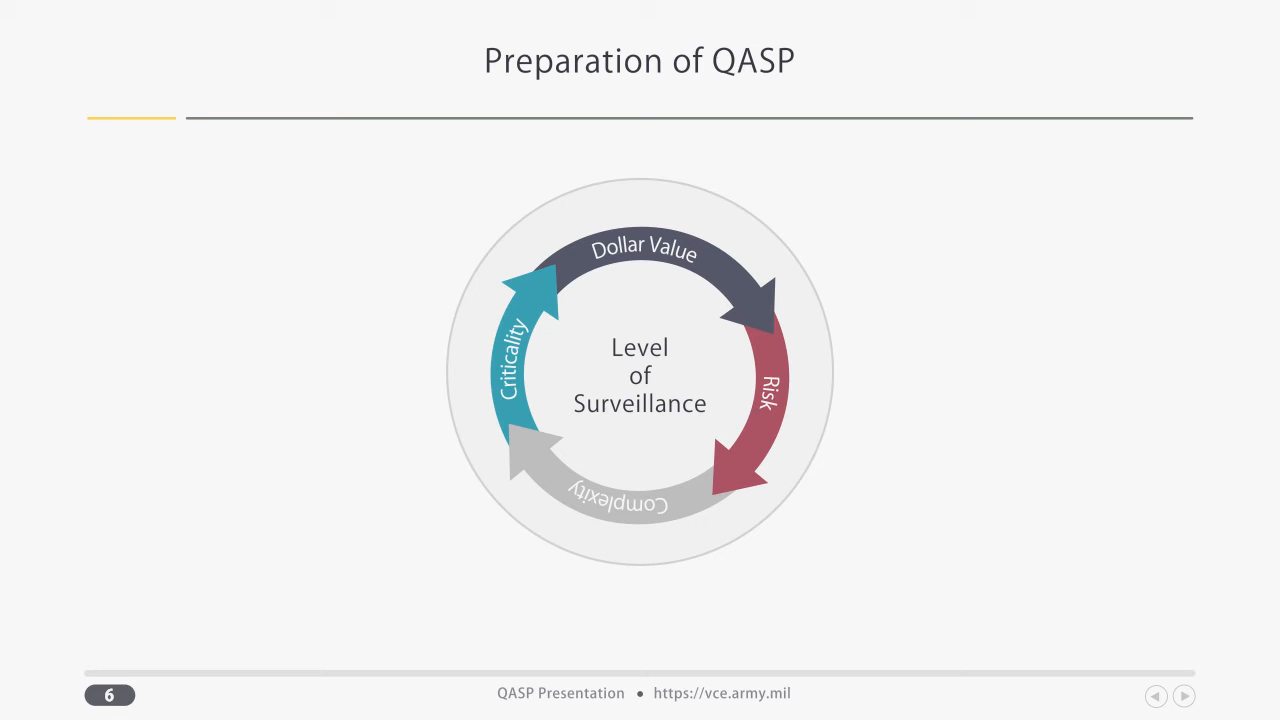 Preparation of QASP
Dollar Value
Risk
Complexity
Criticality
Level
of
Surveillance
6
QASP Presentation • https://vce.army.mil